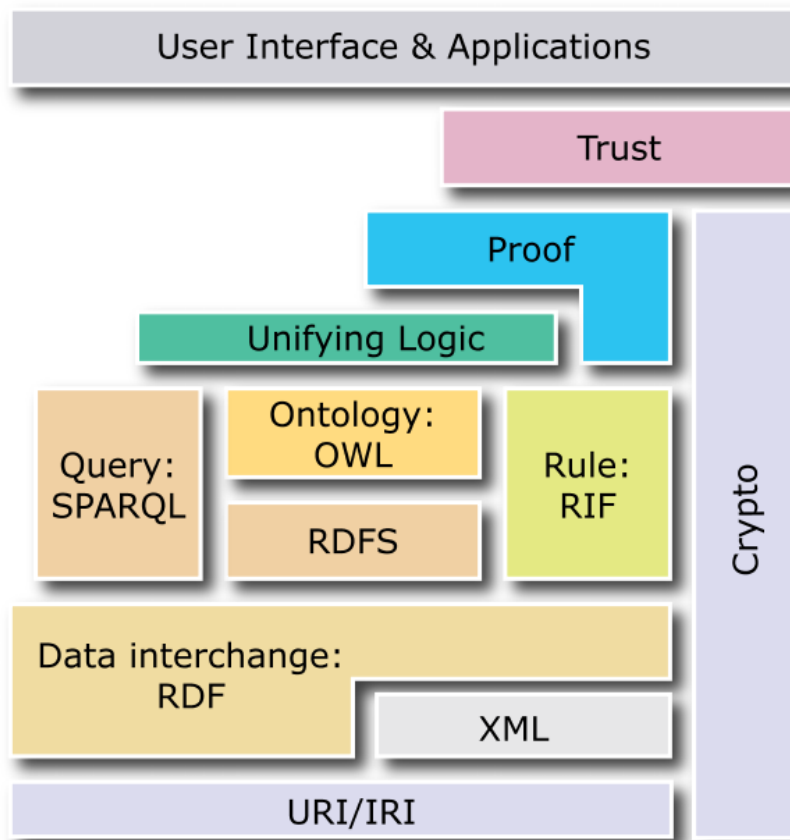 User Interface & Applications
Trust
Proof
Unifying Logic
Query:
SPARQL
Ontology:
OWL
RDFS
Rule:
RIF
Crypto
Data interchange:
RDF
XML
URI/IRI